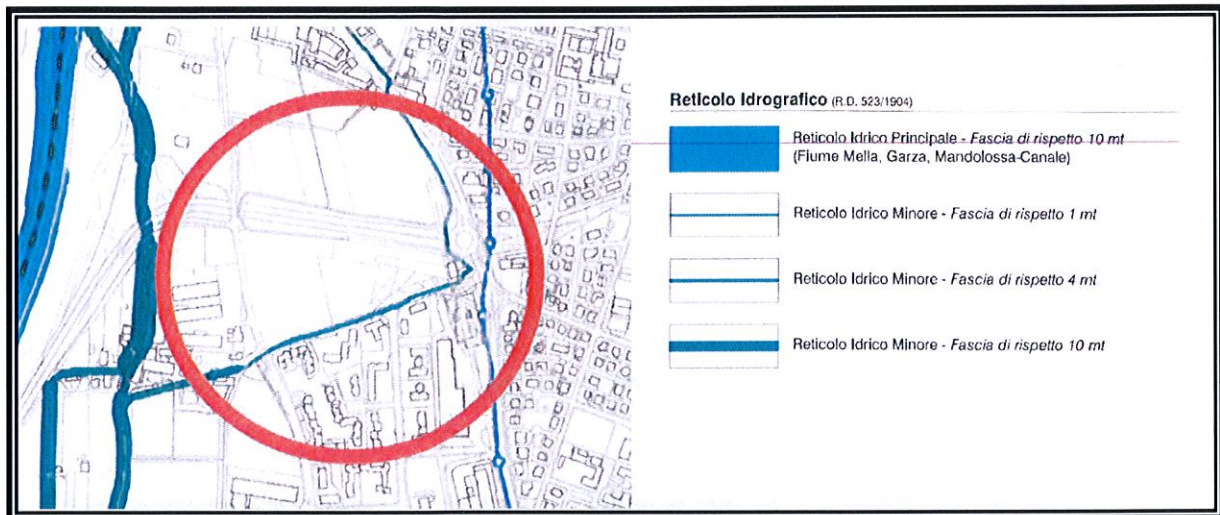 Reticolo Idrografico (R.D. 523/1904)
Reticolo Idrico Principale - Fascia di rispetto 10 mt
(Fiume Mella, Garza, Mandolossa-Canale)
Reticolo Idrico Minore - Fascia di rispetto 1 mt
Reticolo Idrico Minore - Fascia di rispetto 4 mt
Reticolo Idrico Minore - Fascia di rispetto 10 mt